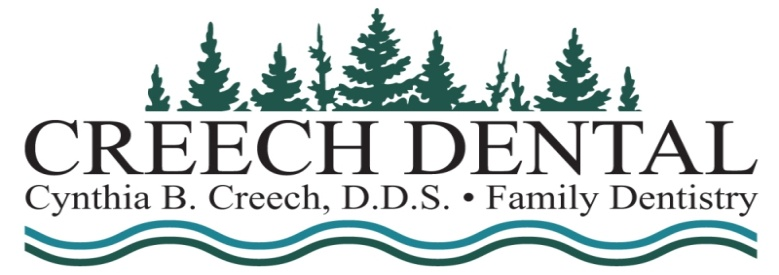 CREECH DENTAL
Cynthia B. Creech, D.D.S. • Family Dentistry